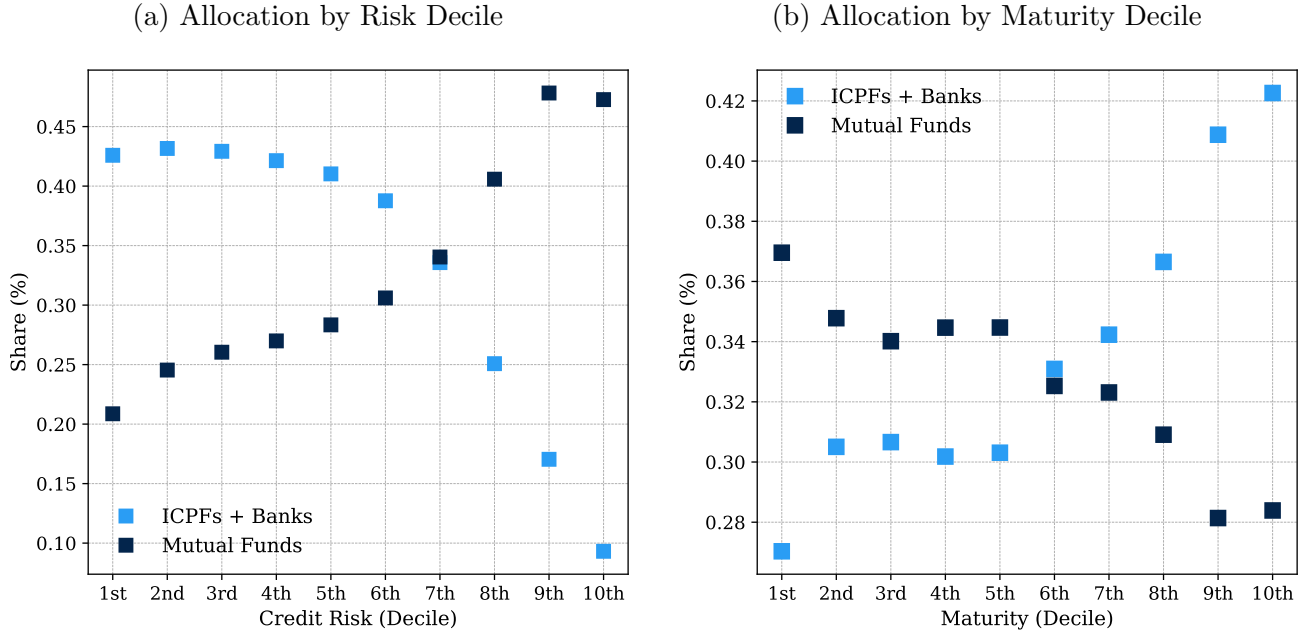 (a) Allocation by Risk Decile
Share (%)
0.45
0.40
0.35
0.30
0.25
0.20
0.15
0.10
ICPFs + Banks
Mutual Funds
1st 2nd 3rd 4th 5th 6th 7th 8th 9th 10th
Credit Risk (Decile)
(b) Allocation by Maturity Decile
Share (%)
0.42
0.40
0.36
0.34
0.32
0.30
0.28
ICPFs + Banks
Mutual Funds
1st 2nd 3rd 4th 5th 6th 7th 8th 9th 10th
Maturity (Decile)